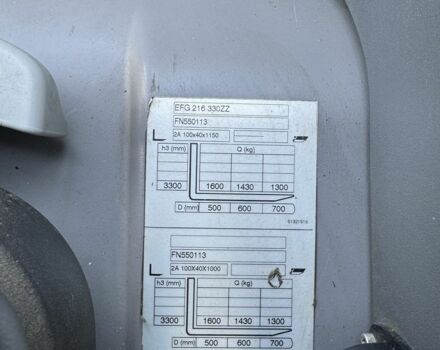 EFG 216 330ZZ
FN550113
2A 100x40x1150
h3 (mm) Q (kg)
3300 1600 1430 1300
D (mm) 500 600 700
FN550113
2A 100X40X1000
h3 (mm) Q (kg)
3300 1600 1430 1300
D (mm) 500 600 700